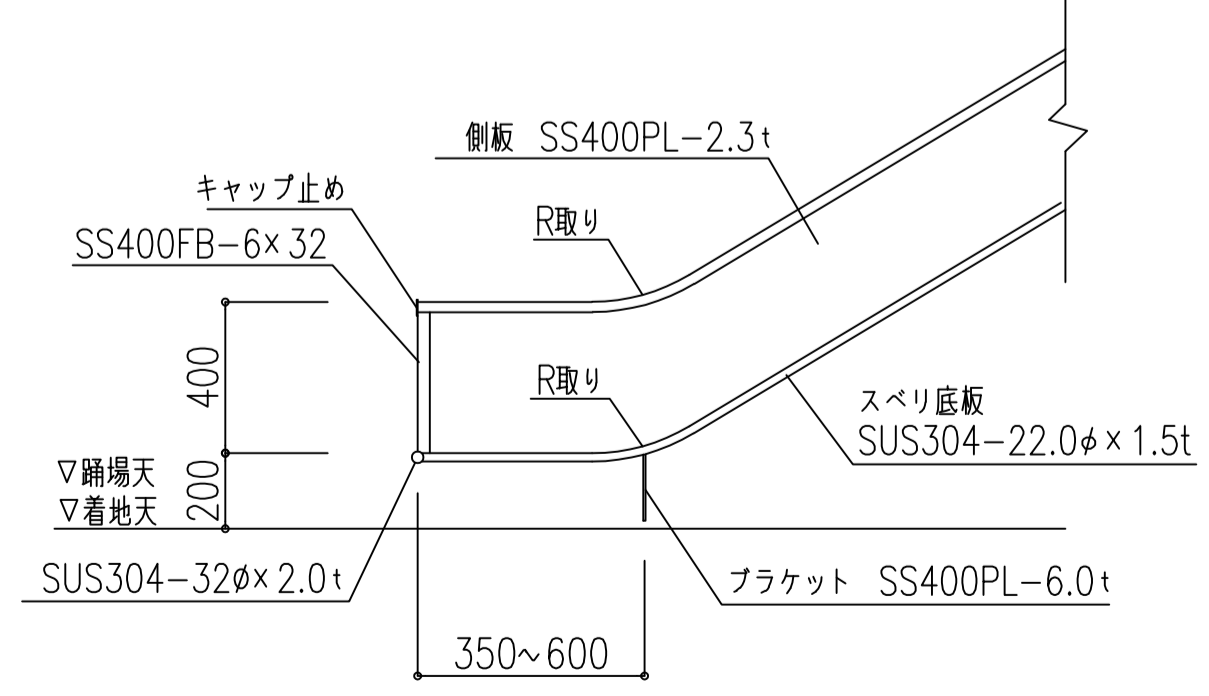 側板 SS400PL-2.3t
キャップ止め
R取り
SS400FB-6×32
400
R取り
スベリ底板
SUS304-22.0φ×1.5t
▽踊場天
▽着地天
200
SUS304-32φ×2.0t
ブラケット SS400PL-6.0t
350~600